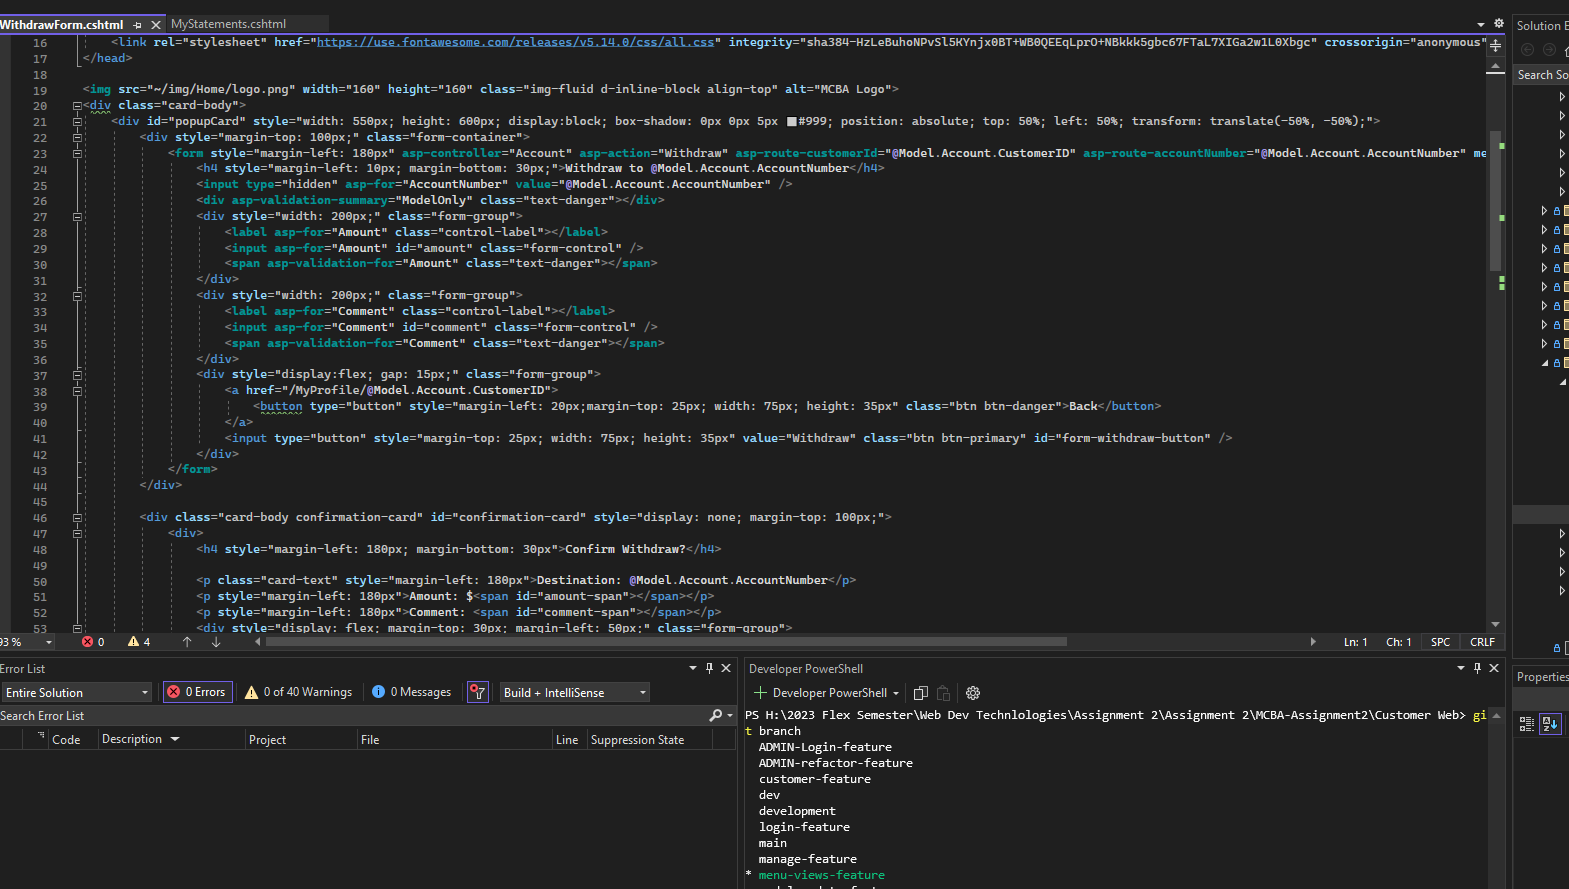 WithdrawForm.cshtml
MyStatements.cshtml
16 <link rel="stylesheet" href="https://use.fontawesome.com/releases/v5.14.0/css/all.css" integrity="sha384-HzLeBuhoNPvSl5KYnjx0BT+WB0QEEqLprO+NBkkk5gbc67FTaL7XIGa2w1L0Xbgc" crossorigin="anonymous"
17 </head>
18
19 <img src="~/img/Home/logo.png" width="160" height="160" class="img-fluid d-inline-block align-top" alt="MCBA Logo">
20 <div class="card-body">
21 <div id="popupCard" style="width: 550px; height: 600px; display:block; box-shadow: 0px 0px 5px #999; position: absolute; top: 50%; left: 50%; transform: translate(-50%, -50%);">
22 <div style="margin-top: 100px;" class="form-container">
23 <form style="margin-left: 180px" asp-controller="Account" asp-action="Withdraw" asp-route-customerId="@Model.Account.CustomerID" asp-route-accountNumber="@Model.Account.AccountNumber" me
24 <h4 style="margin-left: 10px; margin-bottom: 30px;">Withdraw to @Model.Account.AccountNumber</h4>
25 <input type="hidden" asp-for="AccountNumber" value="@Model.Account.AccountNumber" />
26 <div asp-validation-summary="ModelOnly" class="text-danger"></div>
27 <div style="width: 200px;" class="form-group">
28 <label asp-for="Amount" class="control-label"></label>
29 <input asp-for="Amount" id="amount" class="form-control" />
30 <span asp-validation-for="Amount" class="text-danger"></span>
31 </div>
32 <div style="width: 200px;" class="form-group">
33 <label asp-for="Comment" class="control-label"></label>
34 <input asp-for="Comment" id="comment" class="form-control" />
35 <span asp-validation-for="Comment" class="text-danger"></span>
36 </div>
37 <div style="display:flex; gap: 15px;" class="form-group">
38 <a href="/MyProfile/@Model.Account.CustomerID">
39 <button type="button" style="margin-left: 20px;margin-top: 25px; width: 75px; height: 35px" class="btn btn-danger">Back</button>
40 </a>
41 <input type="button" style="margin-top: 25px; width: 75px; height: 35px" value="Withdraw" class="btn btn-primary" id="form-withdraw-button" />
42 </div>
43 </form>
44 </div>
45
46 <div class="card-body confirmation-card" id="confirmation-card" style="display: none; margin-top: 100px;">
47 <div>
48 <h4 style="margin-left: 180px; margin-bottom: 30px">Confirm Withdraw?</h4>
49
50 <p class="card-text" style="margin-left: 180px">Destination: @Model.Account.AccountNumber</p>
51 <p style="margin-left: 180px">Amount: $<span id="amount-span"></span></p>
52 <p style="margin-left: 180px">Comment: <span id="comment-span"></span></p>
53 <div style="display: flex; margin-top: 30px; margin-left: 50px;" class="form-group">
93 % 0 4 Ln: 1 Ch: 1 SPC CRLF
Error List
Entire Solution 0 Errors 0 of 40 Warnings 0 Messages Build + IntelliSense
Search Error List
Code Description Project File Line Suppression State
Developer PowerShell
Developer PowerShell
PS H:\2023 Flex Semester\Web Dev Technlologies\Assignment 2\Assignment 2\MCBA-Assignment2\Customer Web> gi
t branch
ADMIN-Login-feature
ADMIN-refactor-feature
customer-feature
dev
development
login-feature
main
manage-feature
* menu-views-feature
Solution E
Search So
Properties